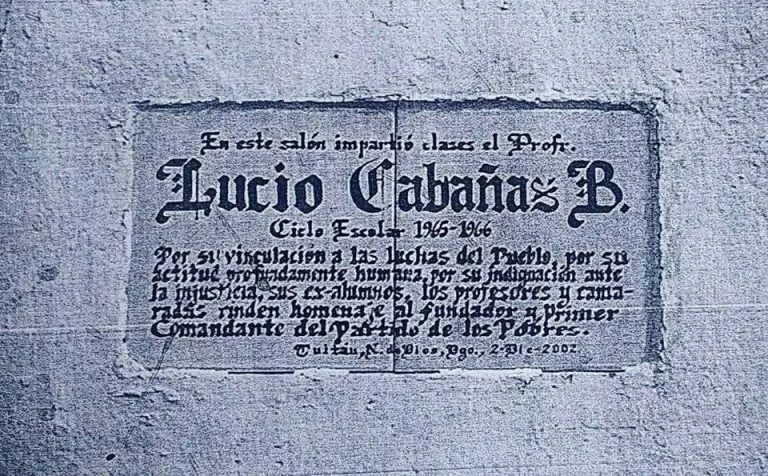 En este salón impartió clases el Profr.
Lucio Cabañas B.
Ciclo Escolar 1965-1966
Por su vinculación a las luchas del Pueblo, por su
actitud profundamente humana, por su indignación ante
la injusticia, sus ex-alumnos, los profesores y cama-
radas rinden homenaje al fundador y Primer
Comandante del Partido de los Pobres.
N. de Dios, Dgo., 2-Dic-2002